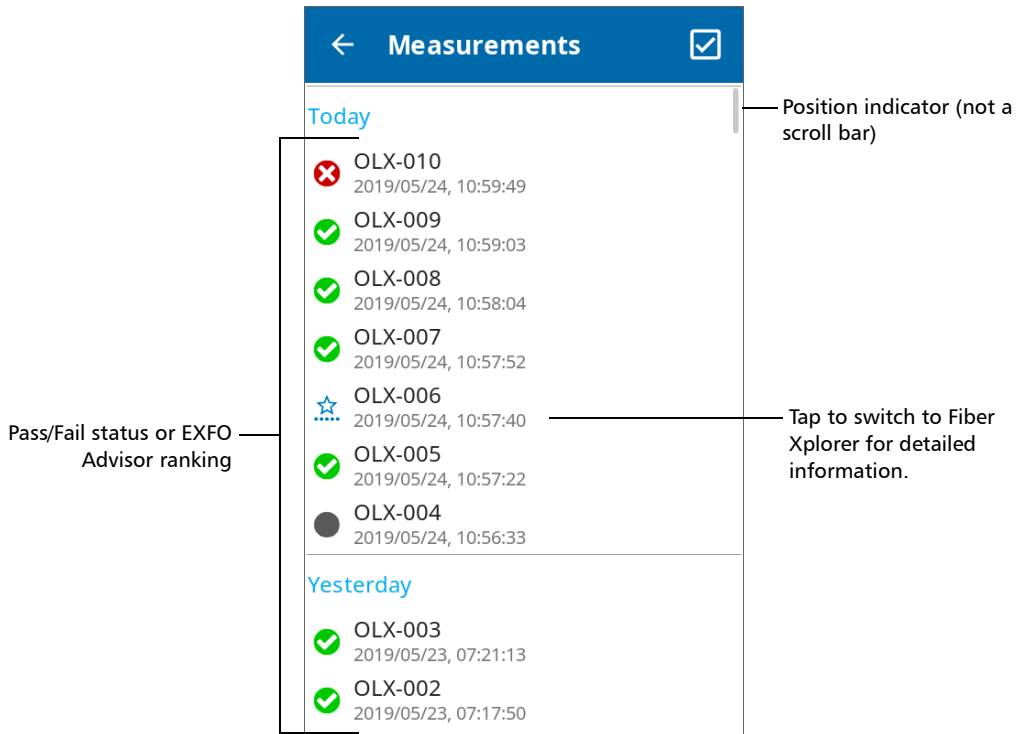 Measurements
Position indicator (not a
scroll bar)
Today
OLX-010
2019/05/24, 10:59:49
OLX-009
2019/05/24, 10:59:03
OLX-008
2019/05/24, 10:58:04
OLX-007
2019/05/24, 10:57:52
OLX-006
2019/05/24, 10:57:40
Tap to switch to Fiber
Xplorer for detailed
information.
Pass/Fail status or EXFO
Advisor ranking
OLX-005
2019/05/24, 10:57:22
OLX-004
2019/05/24, 10:56:33
Yesterday
OLX-003
2019/05/23, 07:21:13
OLX-002
2019/05/23, 07:17:50